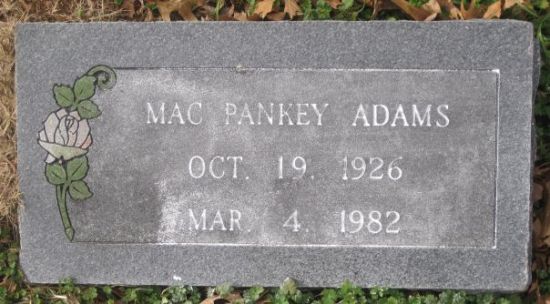 MAC PANKEY ADAMS
OCT. 19. 1926
MAR. 4. 1982